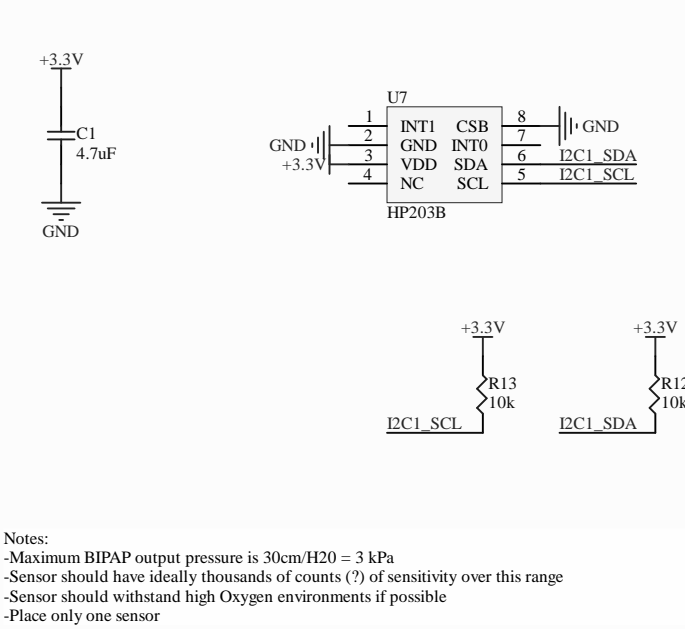 +3.3V
C1
4.7uF
GND
U7
1 INT1 CSB 8 GND
GND 2 GND INT0 7
+3.3V 3 VDD SDA 6 I2C1_SDA
4 NC SCL 5 I2C1_SCL
HP203B
+3.3V
R13
10k
I2C1_SCL
+3.3V
R12
10k
I2C1_SDA
Notes:
-Maximum BIPAP output pressure is 30cm/H20 = 3 kPa
-Sensor should have ideally thousands of counts (?) of sensitivity over this range
-Sensor should withstand high Oxygen environments if possible
-Place only one sensor